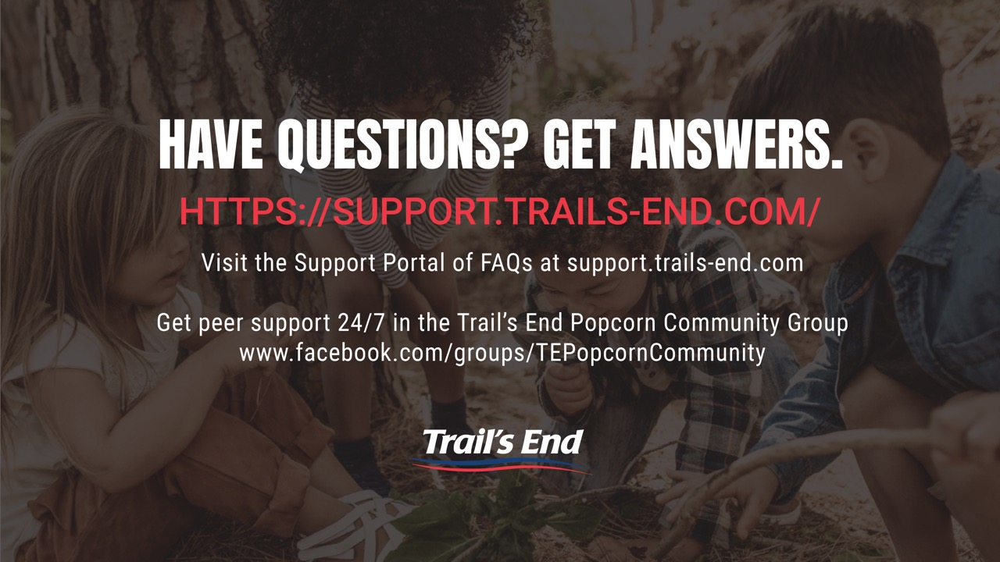 HAVE QUESTIONS? GET ANSWERS.
HTTPS://SUPPORT.TRAILS-END.COM/
Visit the Support Portal of FAQs at support.trails-end.com
Get peer support 24/7 in the Trail’s End Popcorn Community Group
www.facebook.com/groups/TEPopcornCommunity
Trail’s End